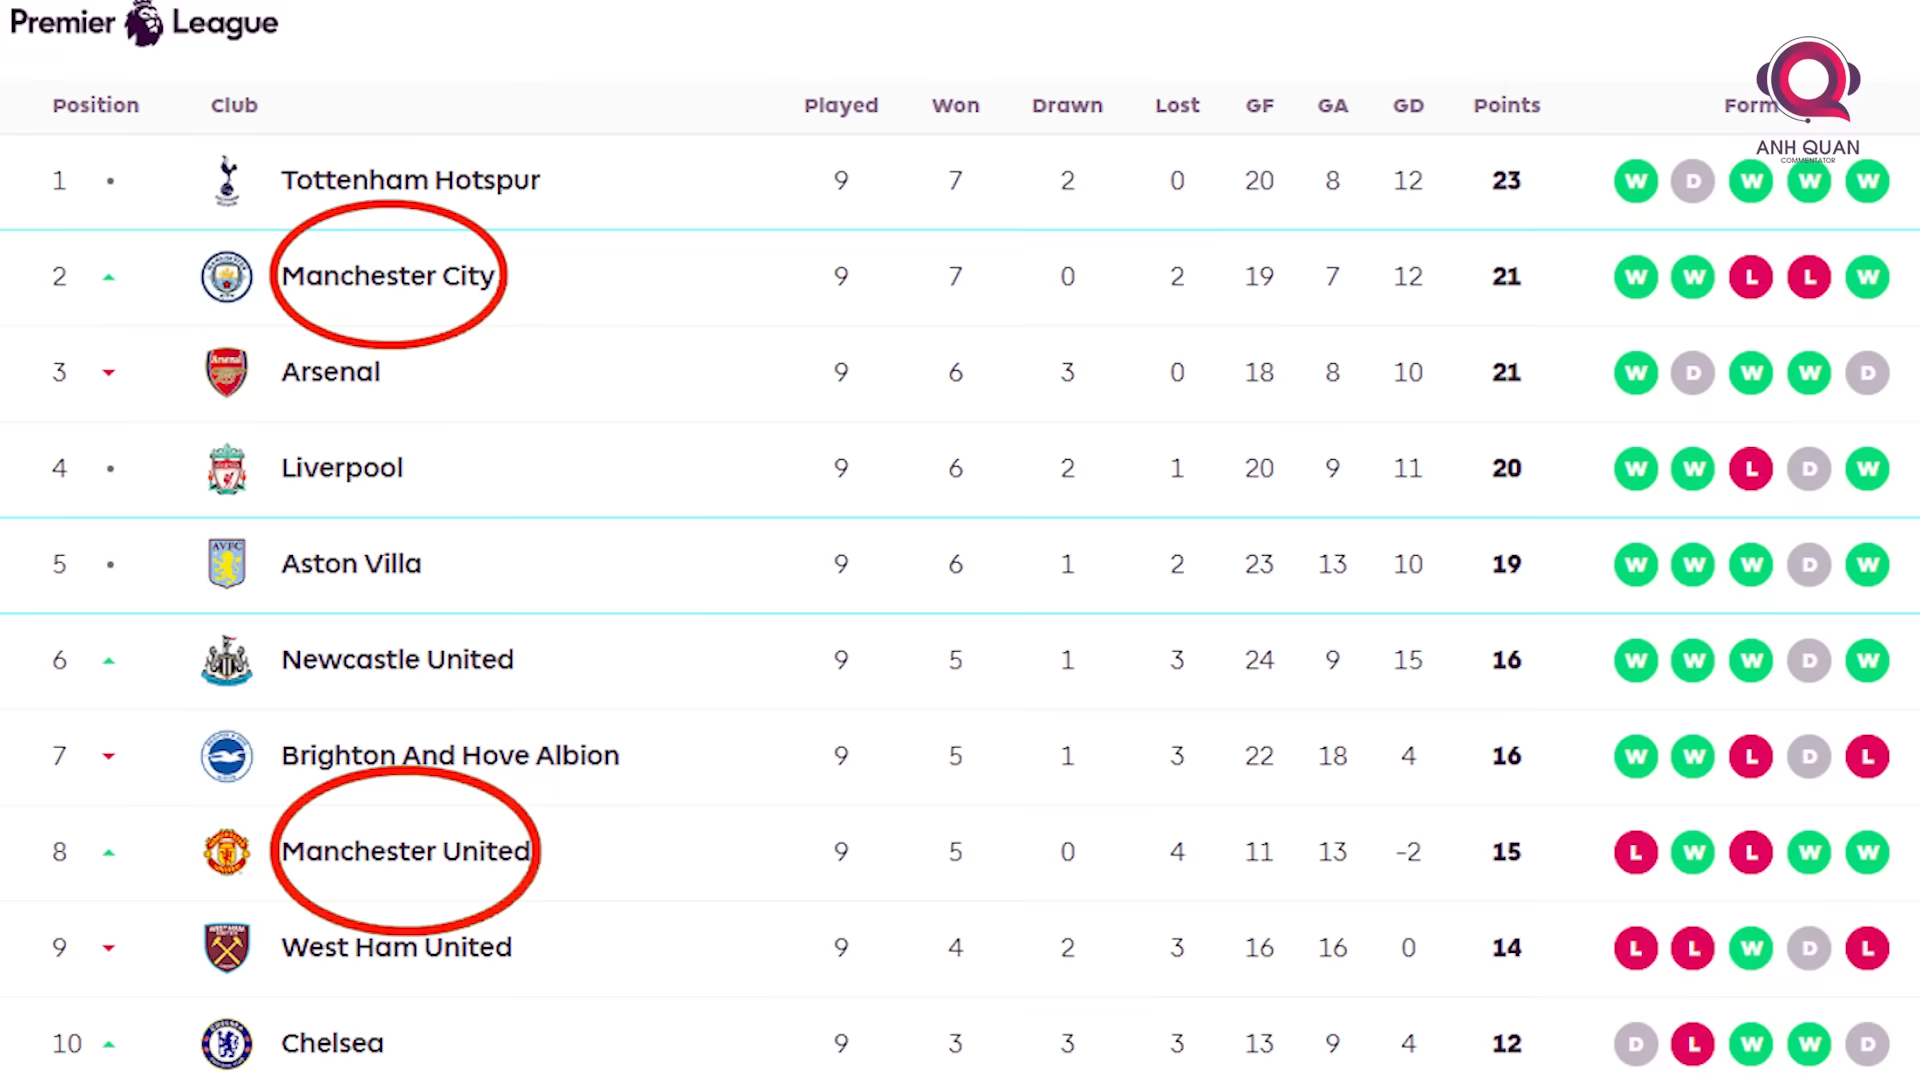 Premier League
ANH QUAN
COMMENTATOR
Position Club Played Won Drawn Lost GF GA GD Points Form
1 Tottenham Hotspur 9 7 2 0 20 8 12 23 W D W W W
2 Manchester City 9 7 0 2 19 7 12 21 W W L L W
3 Arsenal 9 6 3 0 18 8 10 21 W D W W D
4 Liverpool 9 6 2 1 20 9 11 20 W W L D W
5 Aston Villa 9 6 1 2 23 13 10 19 W W W D W
6 Newcastle United 9 5 1 3 24 9 15 16 W W W D W
7 Brighton And Hove Albion 9 5 1 3 22 18 4 16 W W L D L
8 Manchester United 9 5 0 4 11 13 -2 15 L W L W W
9 West Ham United 9 4 2 3 16 16 0 14 L L W D L
10 Chelsea 9 3 3 3 13 9 4 12 D L W W D